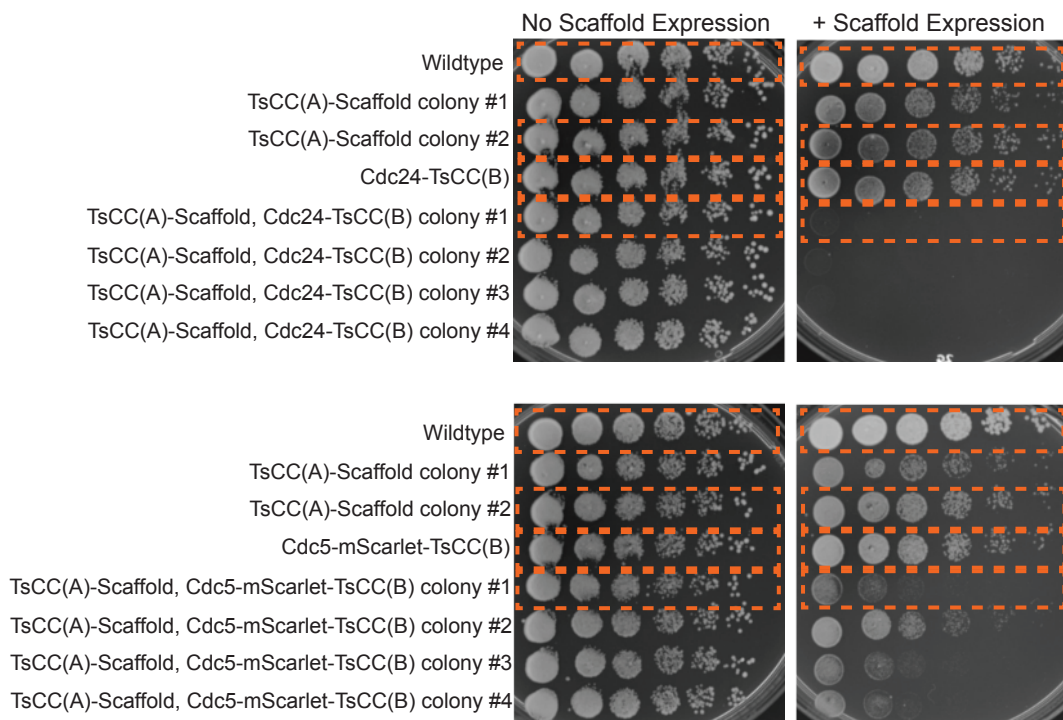 No Scaffold Expression
+ Scaffold Expression
Wildtype
TsCC(A)-Scaffold colony #1
TsCC(A)-Scaffold colony #2
Cdc24-TsCC(B)
TsCC(A)-Scaffold, Cdc24-TsCC(B) colony #1
TsCC(A)-Scaffold, Cdc24-TsCC(B) colony #2
TsCC(A)-Scaffold, Cdc24-TsCC(B) colony #3
TsCC(A)-Scaffold, Cdc24-TsCC(B) colony #4
Wildtype
TsCC(A)-Scaffold colony #1
TsCC(A)-Scaffold colony #2
Cdc5-mScarlet-TsCC(B)
TsCC(A)-Scaffold, Cdc5-mScarlet-TsCC(B) colony #1
TsCC(A)-Scaffold, Cdc5-mScarlet-TsCC(B) colony #2
TsCC(A)-Scaffold, Cdc5-mScarlet-TsCC(B) colony #3
TsCC(A)-Scaffold, Cdc5-mScarlet-TsCC(B) colony #4